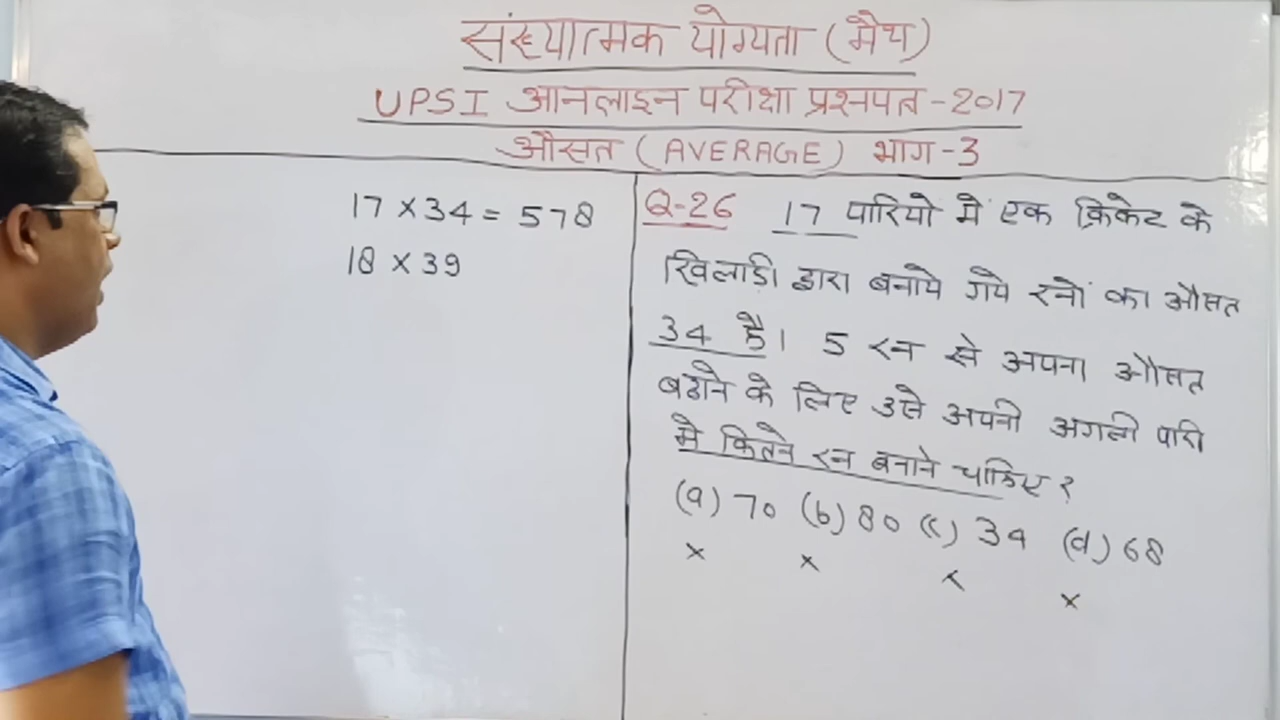 संख्यात्मक योग्यता (मैथ)
UPSI आनलाइन परीक्षा प्रश्नपत्र-2017
औसत (AVERAGE) भाग-3
17 × 34 = 578
18 × 39
Q-26 17 पारियो मे एक क्रिकेट के
खिलाड़ी द्वारा बनाये गये रनों का औसत
34 है। 5 रन से अपना औसत
बढाने के लिए उसे अपनी अगली पारी
मे कितने रन बनाने चाहिए ?
(a) 70 (b) 80 (c) 34 (d) 68
× × × ×